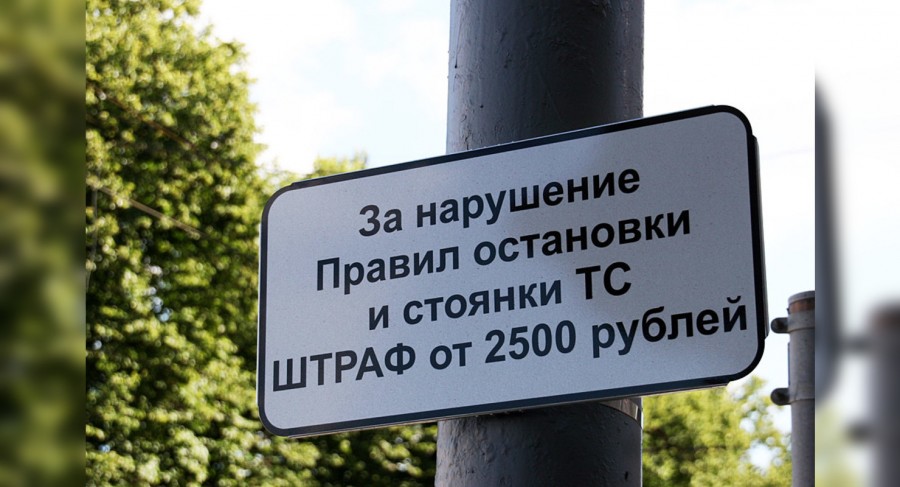 За нарушение
Правил остановки
и стоянки ТС
ШТРАФ от 2500 рублей